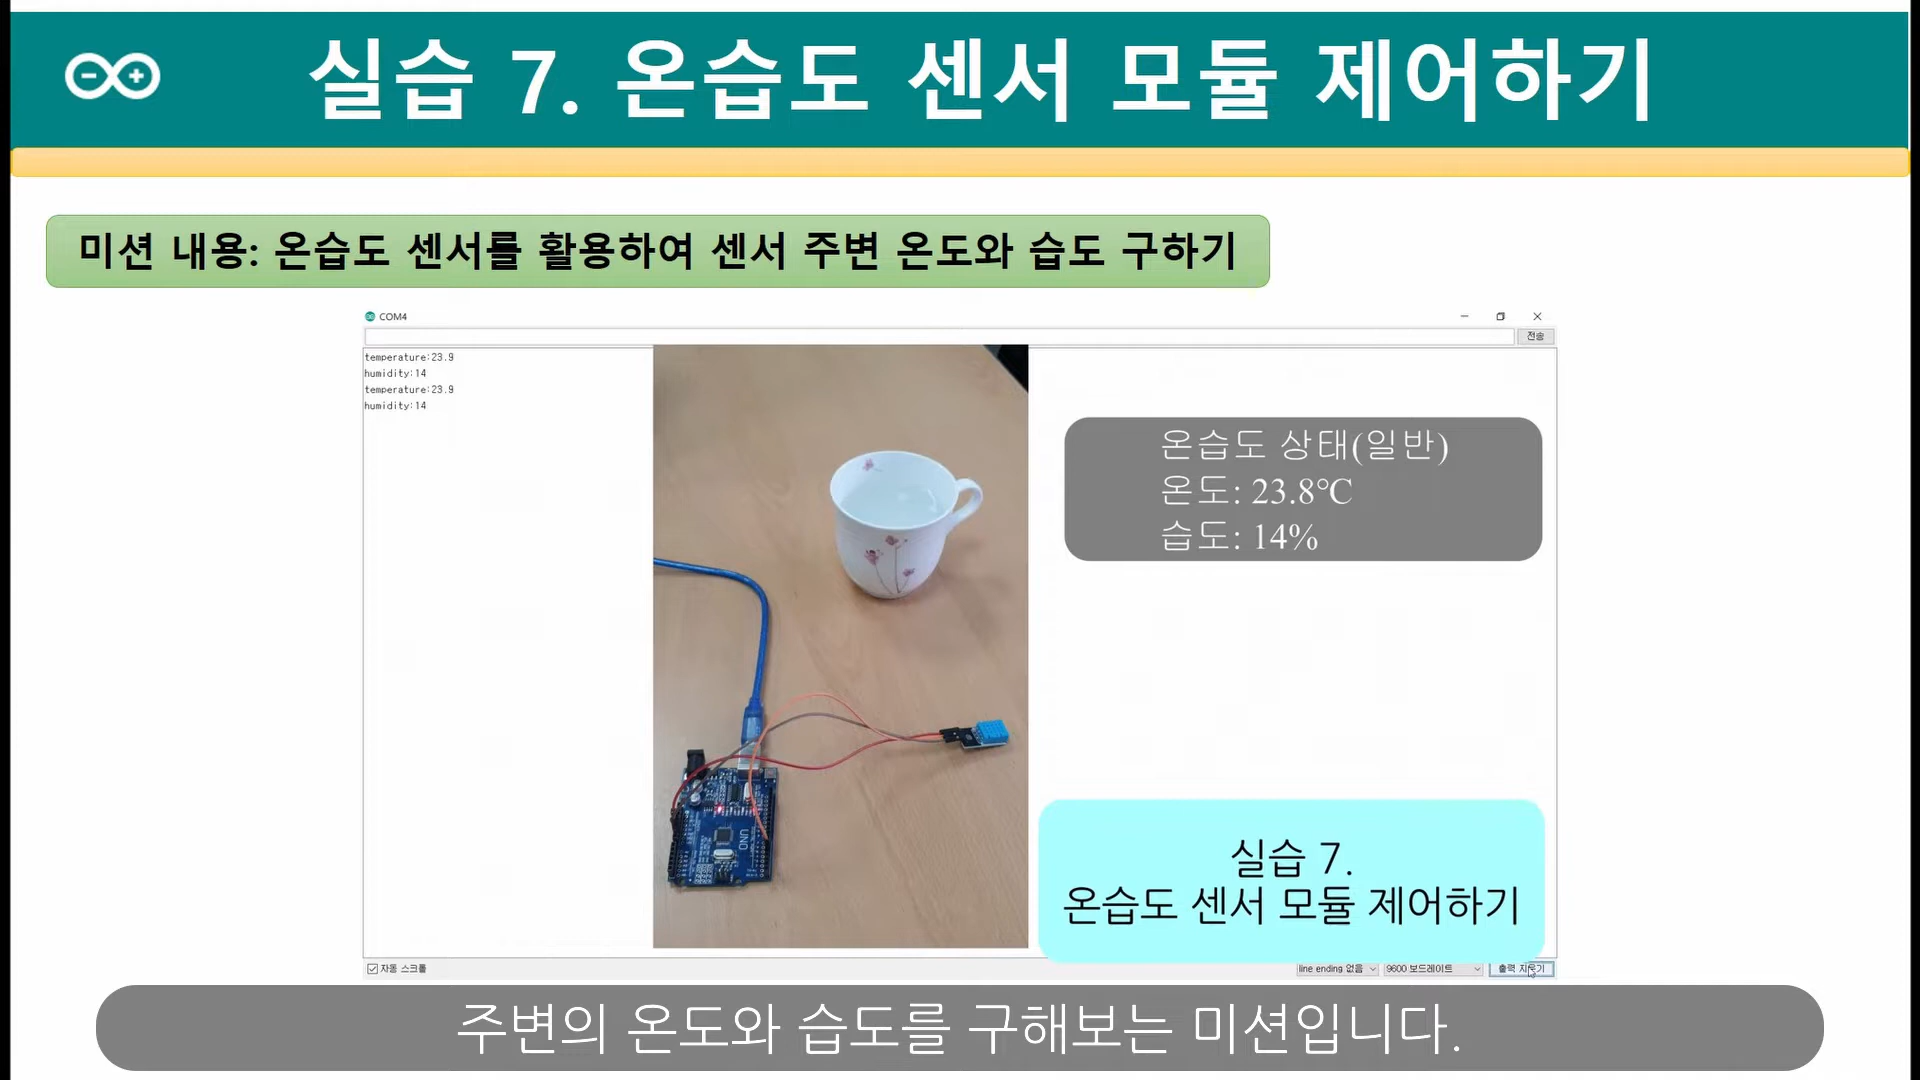 실습 7. 온습도 센서 모듈 제어하기
미션 내용: 온습도 센서를 활용하여 센서 주변 온도와 습도 구하기
COM4
전송
temperature:23.9
humidity:14
temperature:23.9
humidity:14
온습도 상태(일반)
온도: 23.8℃
습도: 14%
UNO
실습 7.
온습도 센서 모듈 제어하기
자동 스크롤
line ending 없음
9600 보드레이트
출력 지우기
주변의 온도와 습도를 구해보는 미션입니다.